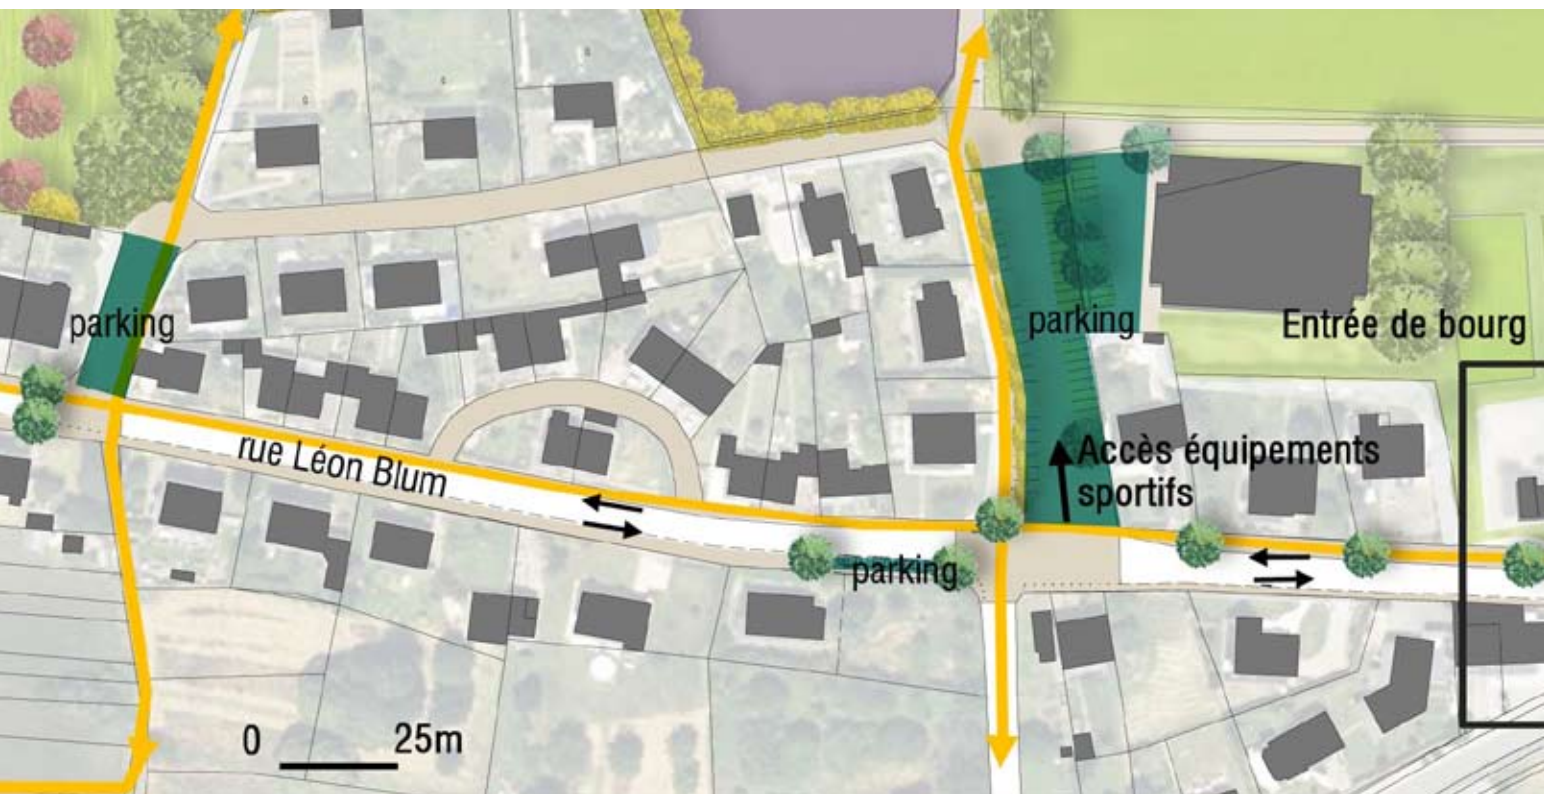 parking
parking
Entrée de bourg
rue Léon Blum
Accès équipements
sportifs
parking
0 25m